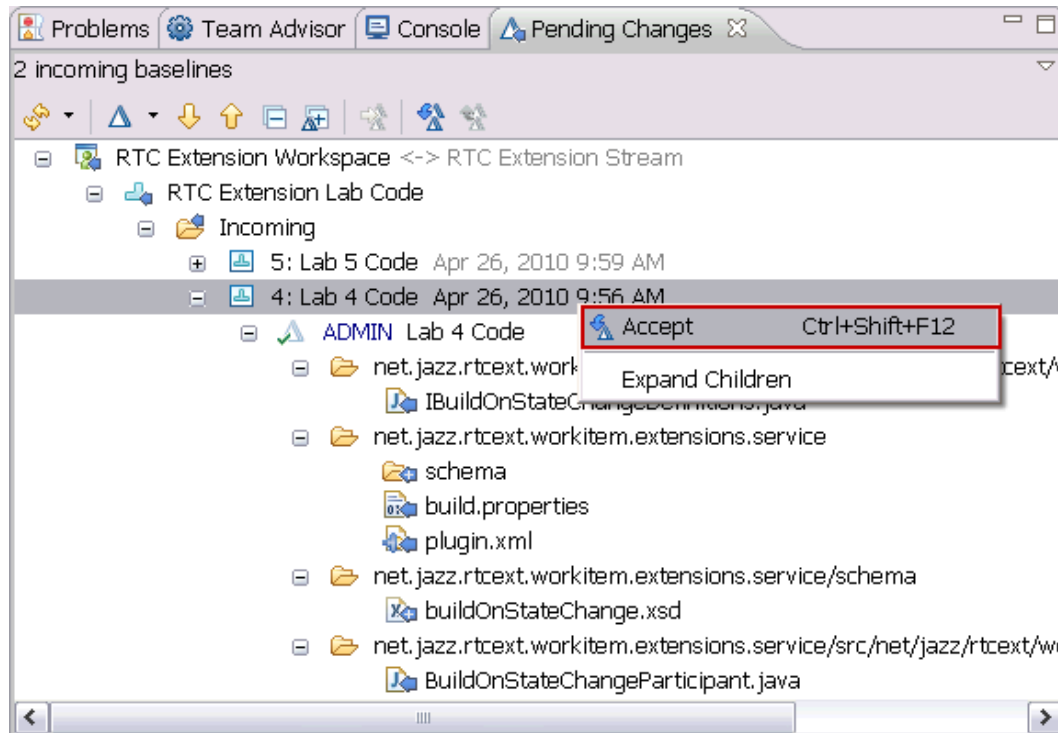 Problems Team Advisor Console Pending Changes
2 incoming baselines
RTC Extension Workspace <-> RTC Extension Stream
RTC Extension Lab Code
Incoming
5: Lab 5 Code Apr 26, 2010 9:59 AM
4: Lab 4 Code Apr 26, 2010 9:56 AM
ADMIN Lab 4 Code
Accept Ctrl+Shift+F12
net.jazz.rtcext.work
Expand Children
IBuildOnStateChangeDefinitions.java
net.jazz.rtcext.workitem.extensions.service
schema
build.properties
plugin.xml
net.jazz.rtcext.workitem.extensions.service/schema
buildOnStateChange.xsd
net.jazz.rtcext.workitem.extensions.service/src/net/jazz/rtcext/w
BuildOnStateChangeParticipant.java